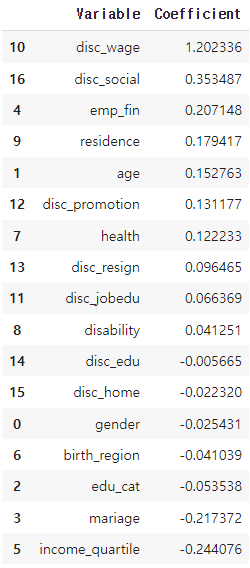 Variable Coefficient
10 disc_wage 1.202336
16 disc_social 0.353487
4 emp_fin 0.207148
9 residence 0.179417
1 age 0.152763
12 disc_promotion 0.131177
7 health 0.122233
13 disc_resign 0.096465
11 disc_jobedu 0.066369
8 disability 0.041251
14 disc_edu -0.005665
15 disc_home -0.022320
0 gender -0.025431
6 birth_region -0.041039
2 edu_cat -0.053538
3 mariage -0.217372
5 income_quartile -0.244076